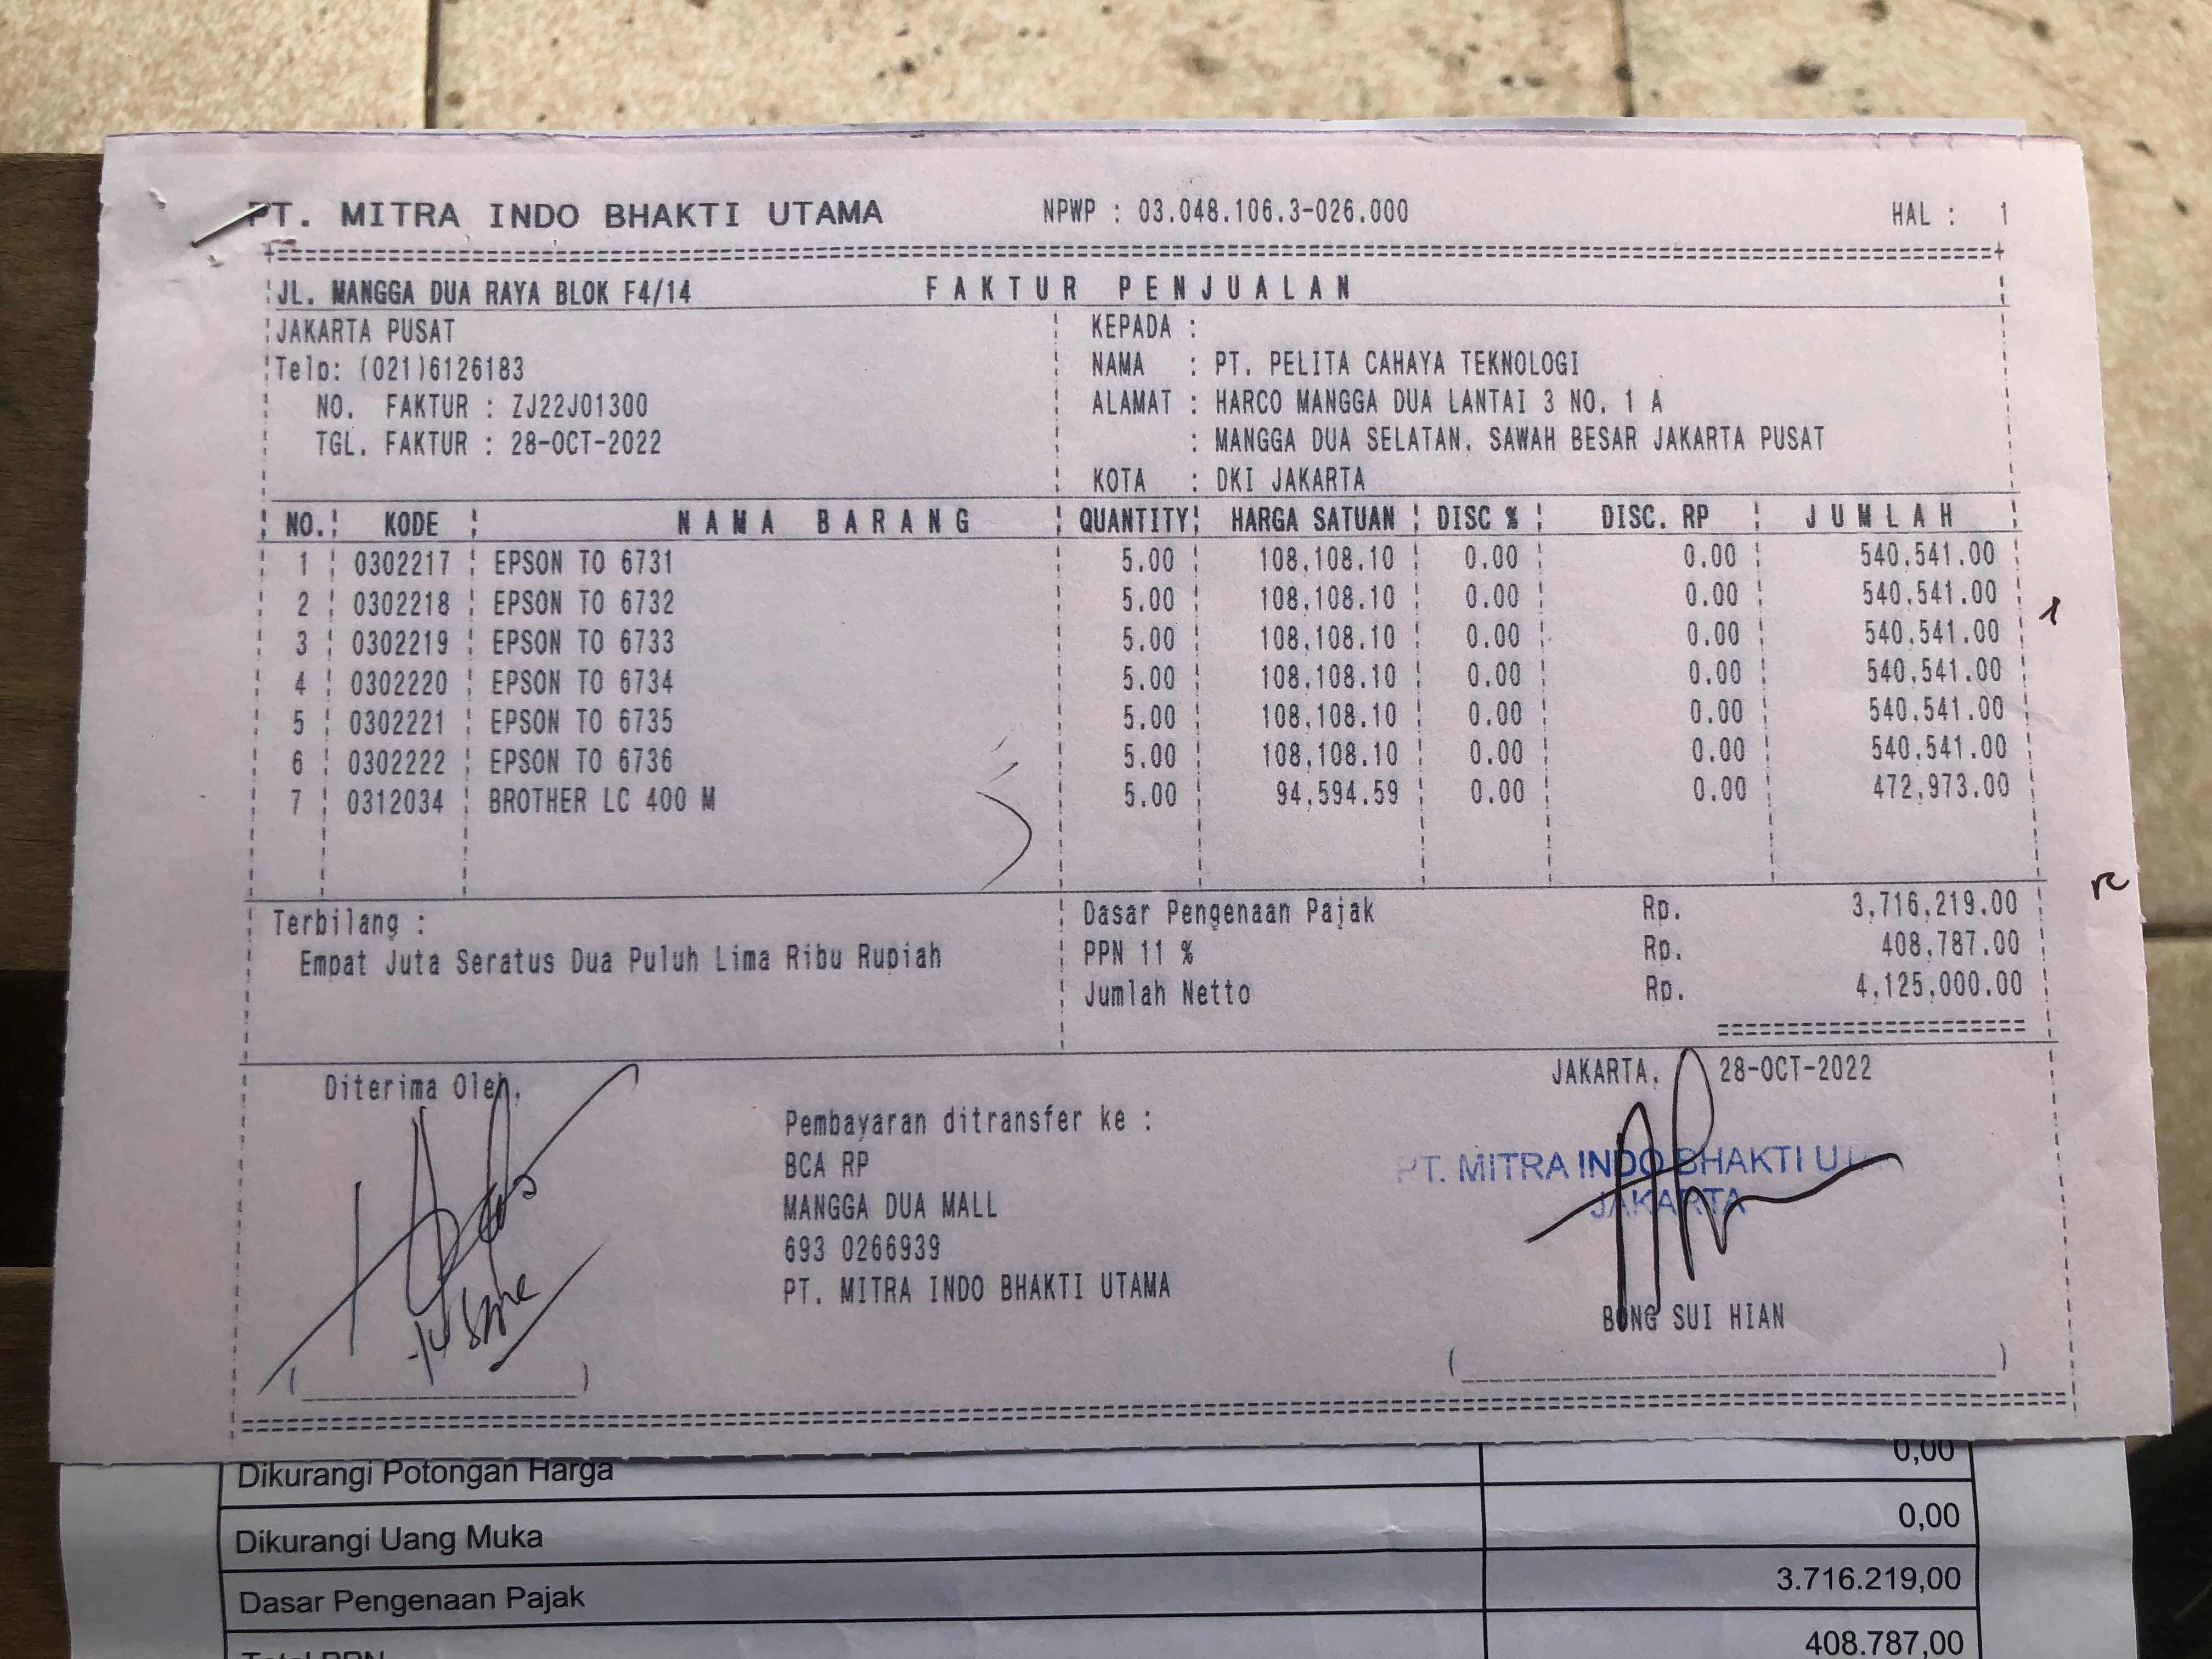 PT. MITRA INDO BHAKTI UTAMA NPWP : 03.048.106.3-026.000 HAL : 1
JL. MANGGA DUA RAYA BLOK F4/14 FAKTUR PENJUALAN
JAKARTA PUSAT
Telp: (021)6126183
NO. FAKTUR : ZJ22J01300
TGL. FAKTUR : 28-OCT-2022
KEPADA :
NAMA : PT. PELITA CAHAYA TEKNOLOGI
ALAMAT : HARCO MANGGA DUA LANTAI 3 NO. 1 A
: MANGGA DUA SELATAN, SAWAH BESAR JAKARTA PUSAT
KOTA : DKI JAKARTA
NO. KODE NAMA BARANG QUANTITY HARGA SATUAN DISC % DISC. RP JUMLAH
1 0302217 EPSON TO 6731 5.00 108,108.10 0.00 0.00 540,541.00
2 0302218 EPSON TO 6732 5.00 108,108.10 0.00 0.00 540,541.00
3 0302219 EPSON TO 6733 5.00 108,108.10 0.00 0.00 540,541.00
4 0302220 EPSON TO 6734 5.00 108,108.10 0.00 0.00 540,541.00
5 0302221 EPSON TO 6735 5.00 108,108.10 0.00 0.00 540,541.00
6 0302222 EPSON TO 6736 5.00 108,108.10 0.00 0.00 540,541.00
7 0312034 BROTHER LC 400 M 5.00 94,594.59 0.00 0.00 472,973.00
Terbilang :
Empat Juta Seratus Dua Puluh Lima Ribu Rupiah
Dasar Pengenaan Pajak Rp. 3,716,219.00
PPN 11 % Rp. 408,787.00
Jumlah Netto Rp. 4,125,000.00
Diterima Oleh,
Pembayaran ditransfer ke :
BCA RP
MANGGA DUA MALL
693 0266939
PT. MITRA INDO BHAKTI UTAMA
JAKARTA, 28-OCT-2022
PT. MITRA INDO BHAKTI
JAKARTA
BONG SUI HIAN
Dikurangi Potongan Harga 0,00
Dikurangi Uang Muka 0,00
Dasar Pengenaan Pajak 3.716.219,00
Total PPN 408.787,00